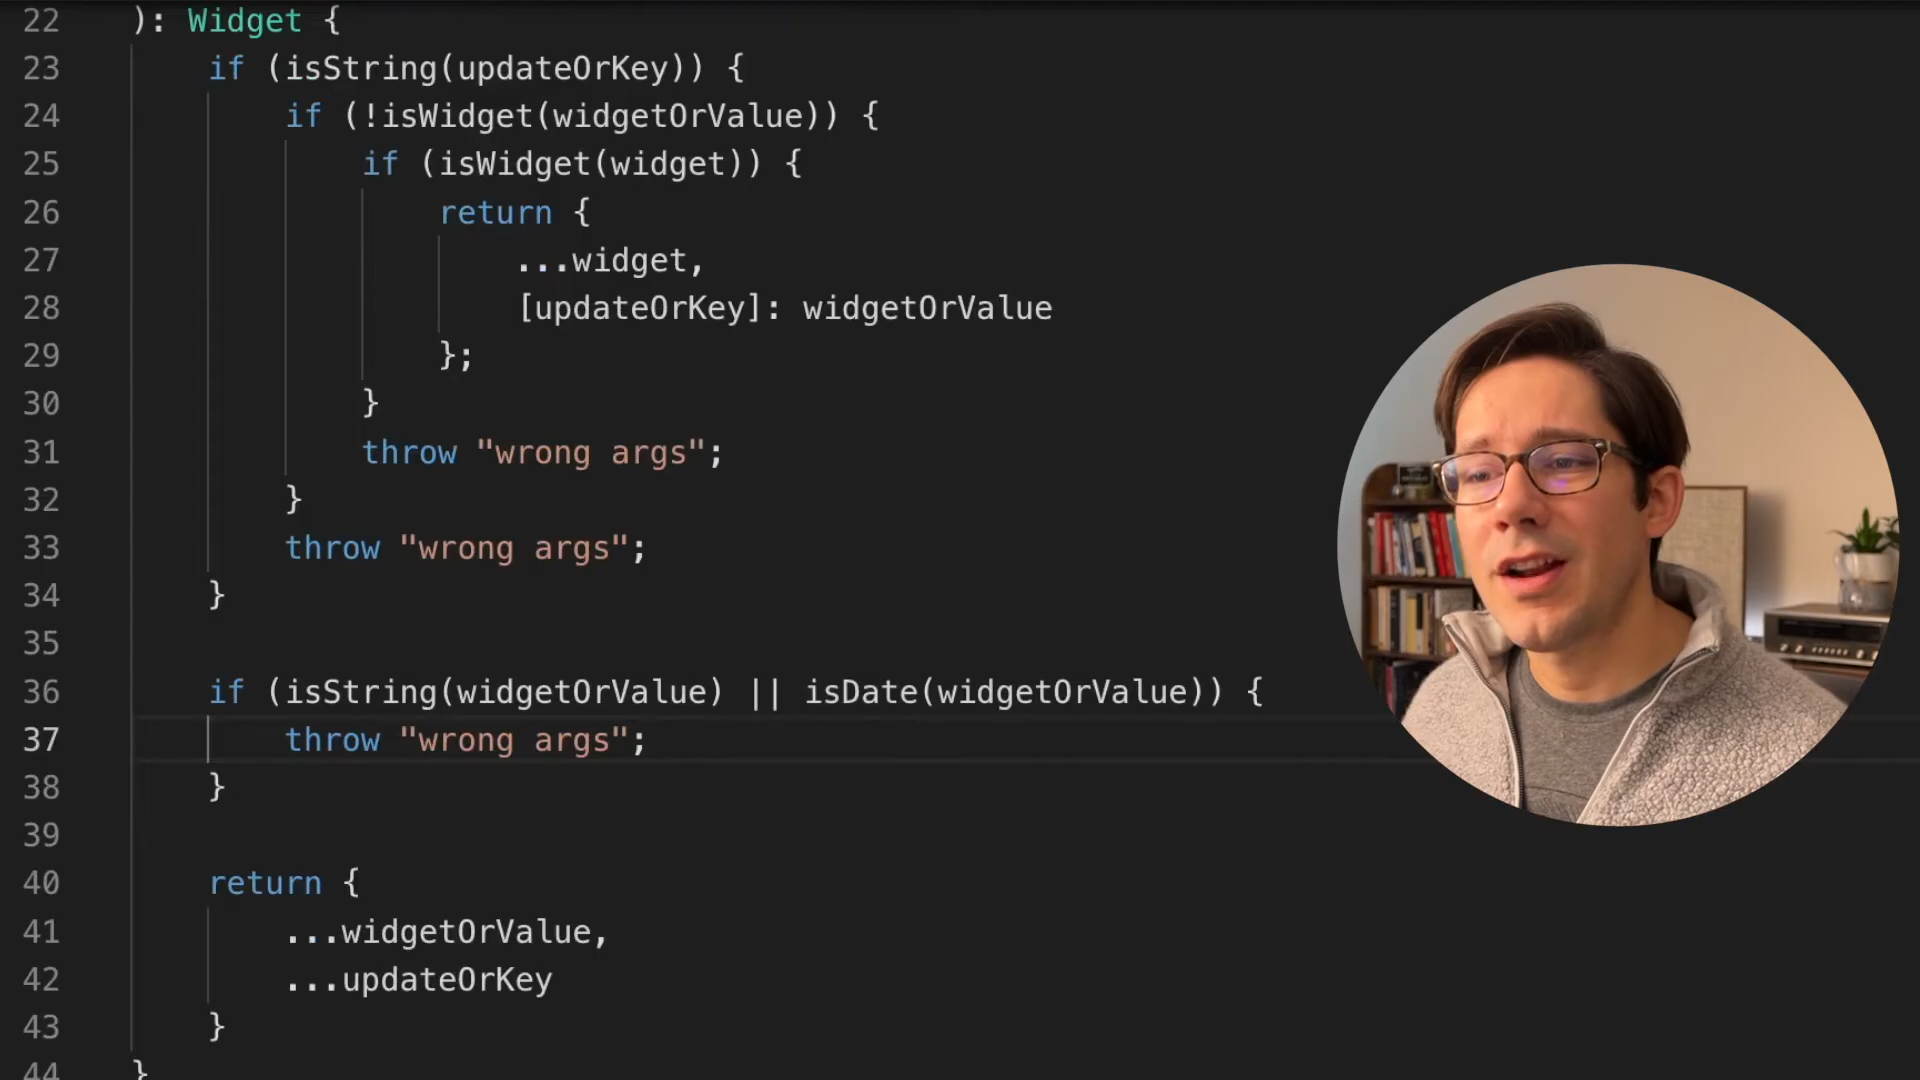 22 ): Widget {
23 if (isString(updateOrKey)) {
24 if (!isWidget(widgetOrValue)) {
25 if (isWidget(widget)) {
26 return {
27 ...widget,
28 [updateOrKey]: widgetOrValue
29 };
30 }
31 throw "wrong args";
32 }
33 throw "wrong args";
34 }
35
36 if (isString(widgetOrValue) || isDate(widgetOrValue)) {
37 throw "wrong args";
38 }
39
40 return {
41 ...widgetOrValue,
42 ...updateOrKey
43 }
44 }